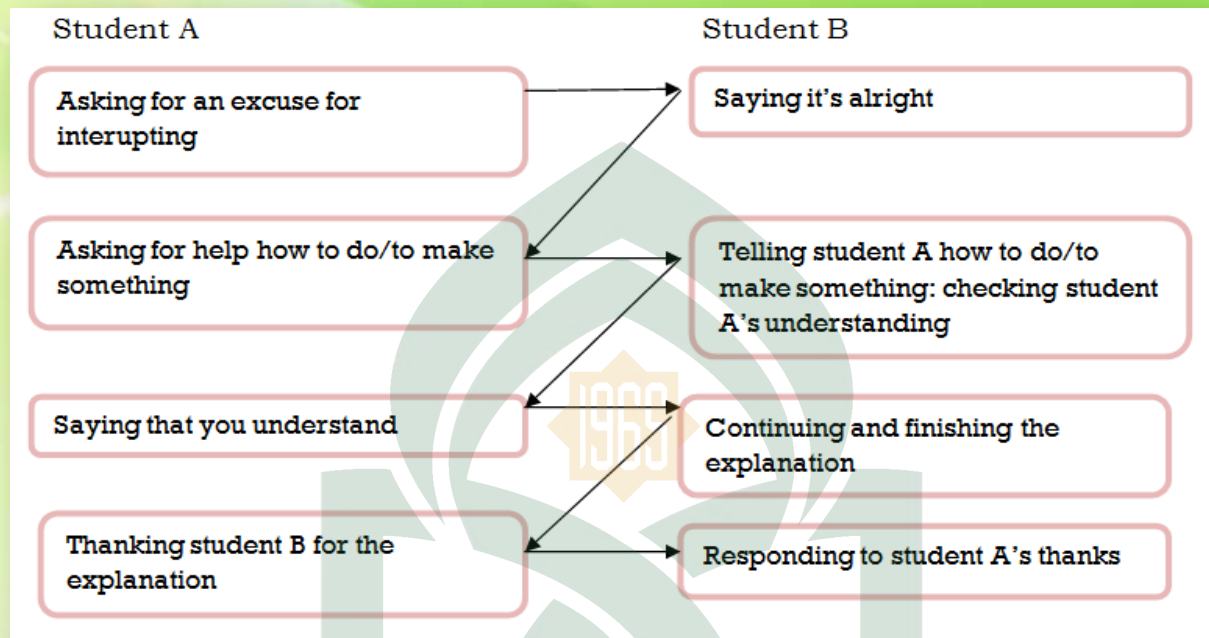 Student A
Student B
Asking for an excuse for
interupting
Saying it's alright
Asking for help how to do/to make
something
Telling student A how to do/to
make something: checking student
A's understanding
Saying that you understand
Continuing and finishing the
explanation
Thanking student B for the
explanation
Responding to student A's thanks
1969